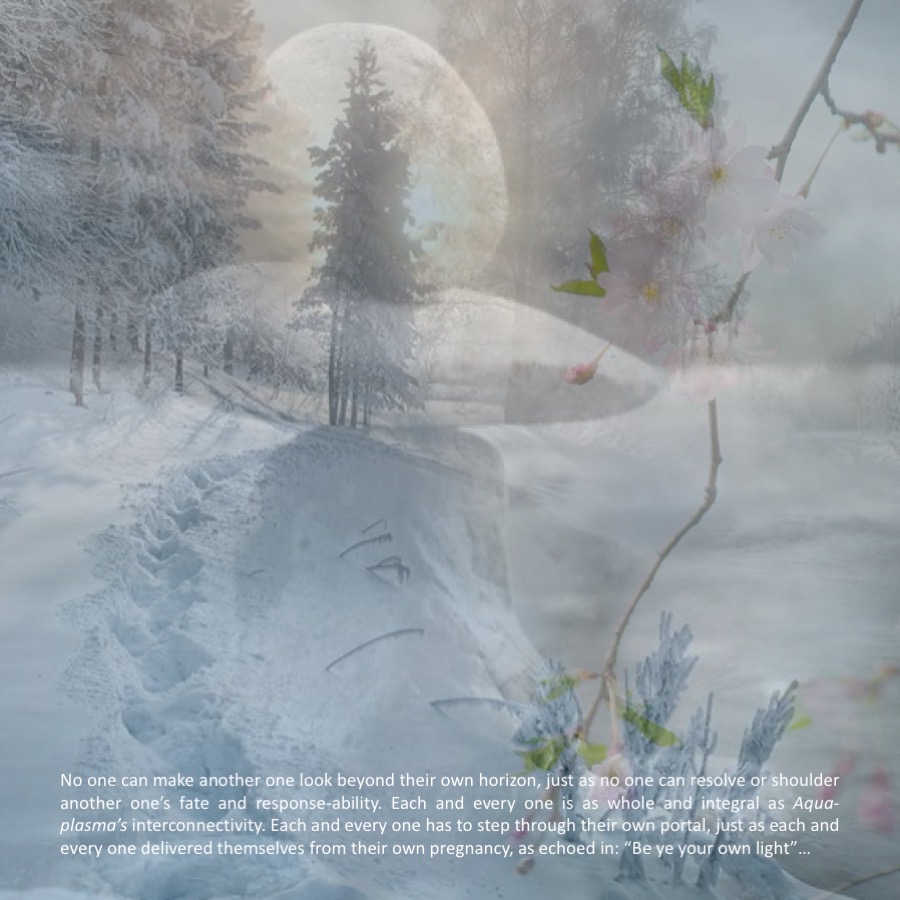 No one can make another one look beyond their own horizon, just as no one can resolve or shoulder
another one's fate and response-ability. Each and every one is as whole and integral as Aqua-
plasma's interconnectivity. Each and every one has to step through their own portal, just as each and
every one delivered themselves from their own pregnancy, as echoed in: “Be ye your own light”...